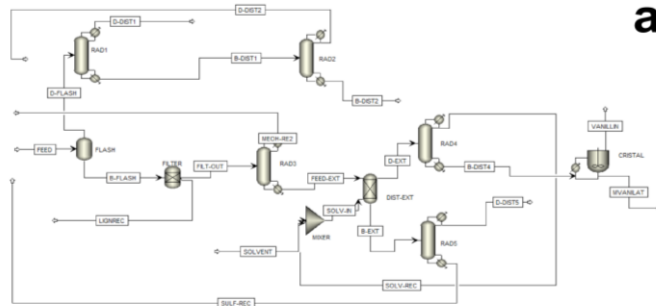 a
D-DIST2
D-DIST1
RAD1
B-DIST1
RAD2
D-FLASH
B-DIST2
MEOH-RE2
RAD4
VANILLIN
FEED
FLASH
FILTER
FILT-OUT
RAD3
D-EXT
CRISTAL
B-FLASH
FEED-EXT
B-DIST4
DIST-EXT
LIGNREC
SOLV-IN
MVANILAT
D-DIST5
MIXER
B-EXT
SOLVENT
RAD5
SOLV-REC
SULF-REC